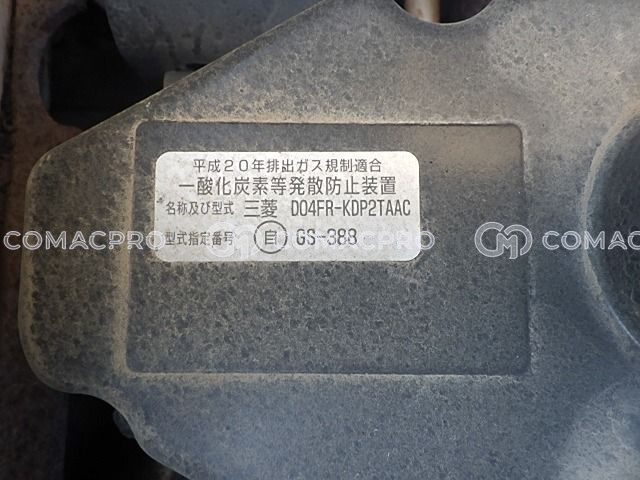 平成20年排出ガス規制適合
一酸化炭素等発散防止装置
名称及び型式 三菱 D04FR-KDP2TAAC
型式指定番号 自 GS-388
COMACPRO COMACPRO COMACPRO